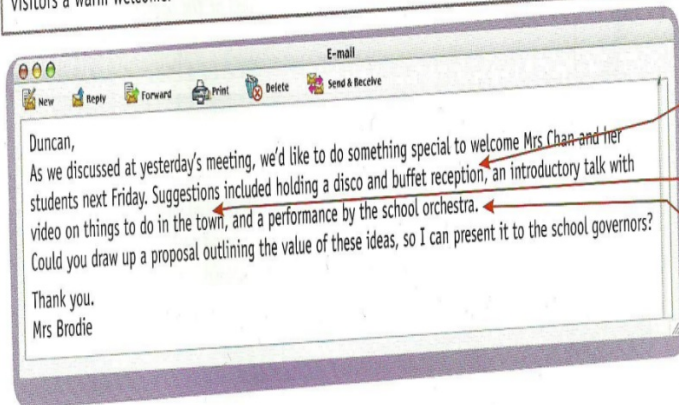 visitors a warm welcome.
E-mail
New Reply Forward Print Delete Send & Receive
Duncan,
As we discussed at yesterday's meeting, we'd like to do something special to welcome Mrs Chan and her
students next Friday. Suggestions included holding a disco and buffet reception, an introductory talk with
video on things to do in the town, and a performance by the school orchestra.
Could you draw up a proposal outlining the value of these ideas, so I can present it to the school governors?
Thank you.
Mrs Brodie